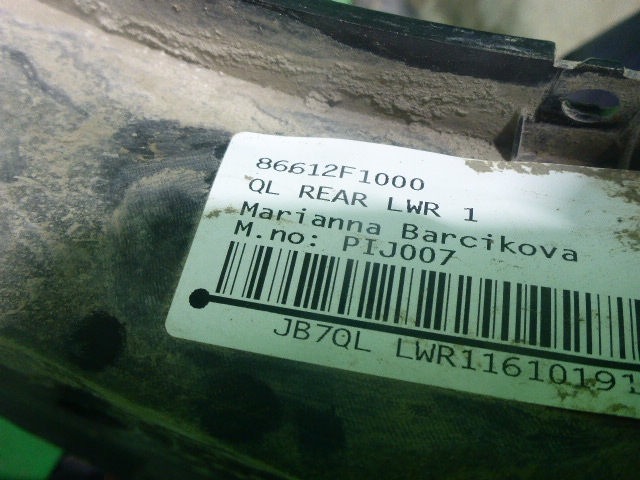 86612F1000
QL REAR LWR 1
Marianna Barcikova
M.no: PIJ007
JB7QL LWR11610191